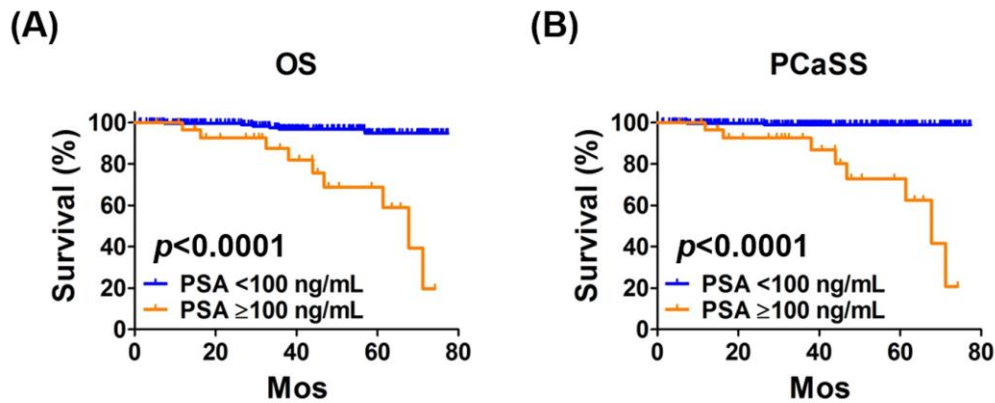 (A)
OS
Survival (%)
100
80
60
40
20
0
p<0.0001
PSA <100 ng/mL
PSA ≥100 ng/mL
0 20 40 60 80
Mos
(B)
PCaSS
Survival (%)
100
80
60
40
20
0
p<0.0001
PSA <100 ng/mL
PSA ≥100 ng/mL
0 20 40 60 80
Mos